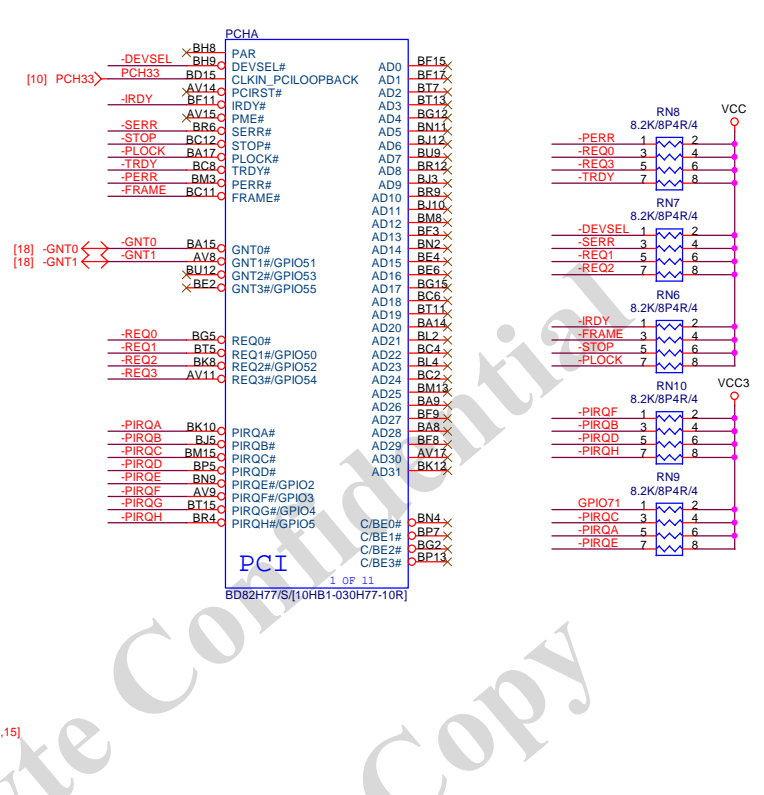 PCHA
BH8 PAR
-DEVSEL BH9 DEVSEL# AD0 BF15
[10] PCH33 PCH33 BD15 CLKIN_PCILOOPBACK AD1 BF17
AV14 PCIRST# AD2 BT7
-IRDY BF11 IRDY# AD3 BT13
AV15 PME# AD4 BG12
-SERR BR6 SERR# AD5 BN11
-STOP BC12 STOP# AD6 BJ12
-PLOCK BA17 PLOCK# AD7 BU9
-TRDY BC8 TRDY# AD8 BR12
-PERR BM3 PERR# AD9 BJ3
-FRAME BC11 FRAME# AD10 BR9
AD11 BJ10
AD12 BM8
AD13 BF3
[18] -GNT0 -GNT0 BA15 GNT0# AD14 BN2
[18] -GNT1 -GNT1 AV8 GNT1#/GPIO51 AD15 BE4
BU12 GNT2#/GPIO53 AD16 BE6
BE2 GNT3#/GPIO55 AD17 BG15
AD18 BC6
AD19 BT11
AD20 BA14
-REQ0 BG5 REQ0# AD21 BL2
-REQ1 BT5 REQ1#/GPIO50 AD22 BC4
-REQ2 BK8 REQ2#/GPIO52 AD23 BL4
-REQ3 AV11 REQ3#/GPIO54 AD24 BC2
AD25 BM13
AD26 BA9
AD27 BF9
-PIRQA BK10 PIRQA# AD28 BA8
-PIRQB BJ5 PIRQB# AD29 BF8
-PIRQC BM15 PIRQC# AD30 AV17
-PIRQD BP5 PIRQD# AD31 BK12
-PIRQE BN9 PIRQE#/GPIO2
-PIRQF AV9 PIRQF#/GPIO3
-PIRQG BT15 PIRQG#/GPIO4
-PIRQH BR4 PIRQH#/GPIO5 C/BE0# BN4
C/BE1# BP7
C/BE2# BG2
C/BE3# BP13
PCI
1 OF 11
BD82H77/S/[10HB1-030H77-10R]
VCC
RN8
8.2K/8P4R/4
-PERR 1 2
-REQ0 3 4
-REQ3 5 6
-TRDY 7 8
RN7
8.2K/8P4R/4
-DEVSEL 1 2
-SERR 3 4
-REQ1 5 6
-REQ2 7 8
RN6
8.2K/8P4R/4
-IRDY 1 2
-FRAME 3 4
-STOP 5 6
-PLOCK 7 8
VCC3
RN10
8.2K/8P4R/4
-PIRQF 1 2
-PIRQB 3 4
-PIRQD 5 6
-PIRQH 7 8
RN9
8.2K/8P4R/4
GPIO71 1 2
-PIRQC 3 4
-PIRQA 5 6
-PIRQE 7 8
,15]
yte Confidential
Copy